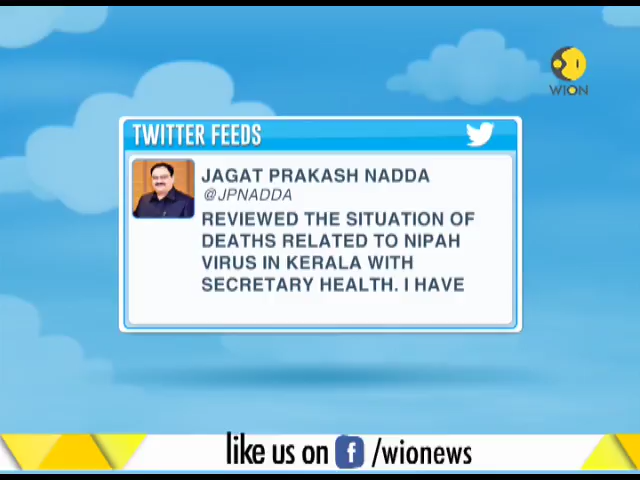 WION
TWITTER FEEDS
JAGAT PRAKASH NADDA
@JPNADDA
REVIEWED THE SITUATION OF
DEATHS RELATED TO NIPAH
VIRUS IN KERALA WITH
SECRETARY HEALTH. I HAVE
like us on f /wionews